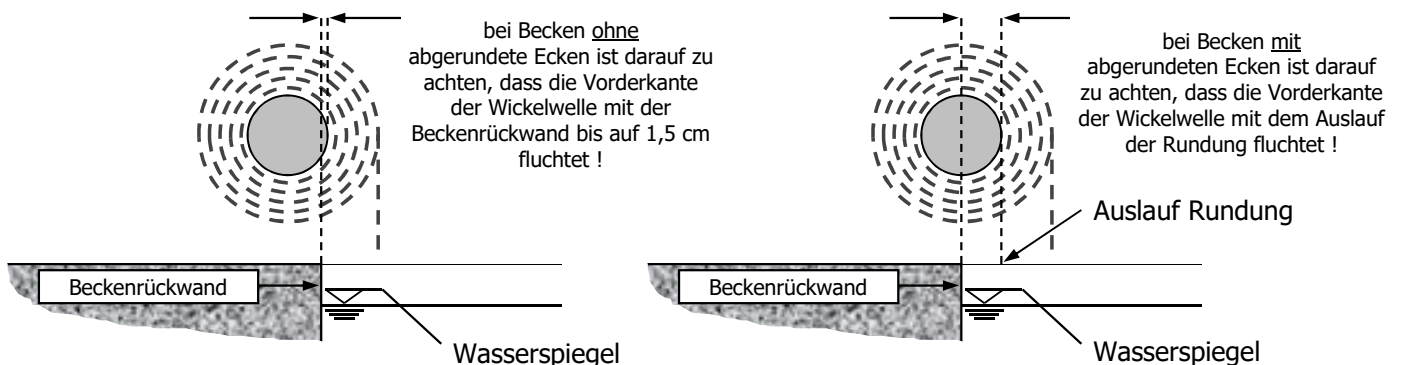 bei Becken ohne
abgerundete Ecken ist darauf zu
achten, dass die Vorderkante
der Wickelwelle mit der
Beckenrückwand bis auf 1,5 cm
fluchtet !
Beckenrückwand
Wasserspiegel
bei Becken mit
abgerundeten Ecken ist darauf
zu achten, dass die Vorderkante
der Wickelwelle mit dem Auslauf
der Rundung fluchtet !
Auslauf Rundung
Beckenrückwand
Wasserspiegel